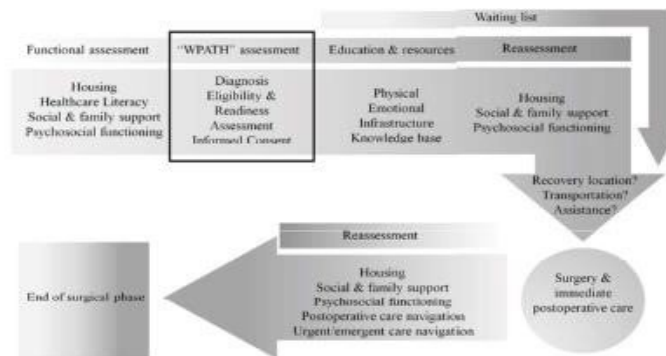 Waiting list
Functional assessment
"WPATH" assessment
Education & resources
Reassessment
Housing
Healthcare Literacy
Social & family support
Psychosocial functioning
Diagnosis
Eligibility &
Readiness
Assessment
Informed Consent
Physical
Emotional
Infrastructure
Knowledge base
Housing
Social & family support
Psychosocial functioning
Recovery location?
Transportation?
Assistance?
Surgery &
immediate
postoperative care
Reassessment
Housing
Social & family support
Psychosocial functioning
Postoperative care navigation
Urgent/emergent care navigation
End of surgical phase